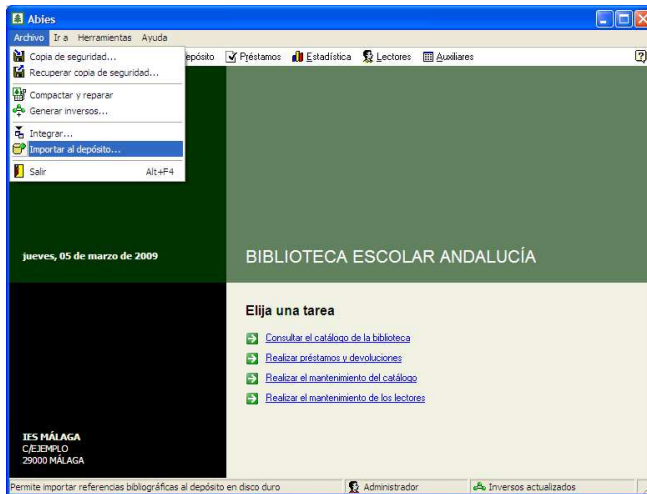 Abies
Archivo Ir a Herramientas Ayuda
epósito Préstamos Estadística Lectores Auxiliares
Copia de seguridad...
Recuperar copia de seguridad...
Compactar y reparar
Generar inversos...
Integrar...
Importar al depósito...
Salir Alt+F4
jueves, 05 de marzo de 2009
BIBLIOTECA ESCOLAR ANDALUCÍA
Elija una tarea
Consultar el catálogo de la biblioteca
Realizar préstamos y devoluciones
Realizar el mantenimiento del catálogo
Realizar el mantenimiento de los lectores
IES MÁLAGA
C/EJEMPLO
29000 MÁLAGA
Permite importar referencias bibliográficas al depósito en disco duro Administrador Inversos actualizados